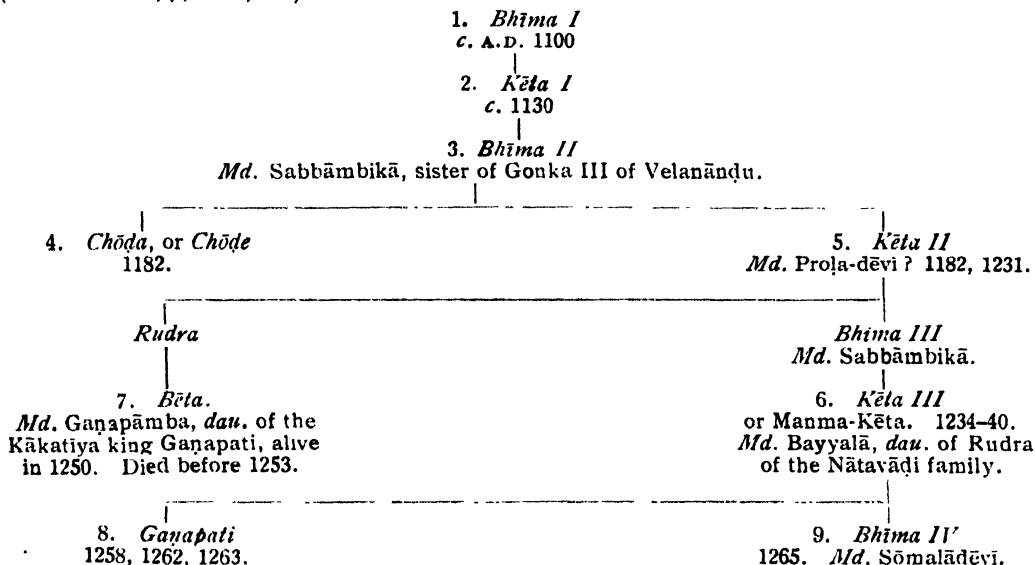 1. Bhīma I
c. A.D. 1100
2. Kēta I
c. 1130
3. Bhīma II
Md. Sabbāmbikā, sister of Gonka III of Velanāṇḍu.
4. Chōḍa, or Chōḍe
1182.
5. Kēta II
Md. Proḷa-dēvi ? 1182, 1231.
Rudra
Bhima III
Md. Sabbāmbikā.
7. Bēta.
Md. Gaṇapāmba, dau. of the
Kākatīya king Gaṇapati, alive
in 1250. Died before 1253.
6. Kēta III
or Manma-Kēta. 1234–40.
Md. Bayyalā, dau. of Rudra
of the Nātavāḍi family.
8. Gaṇapati
1258, 1262, 1263.
9. Bhīma IV
1265. Md. Sōmalādēvī.